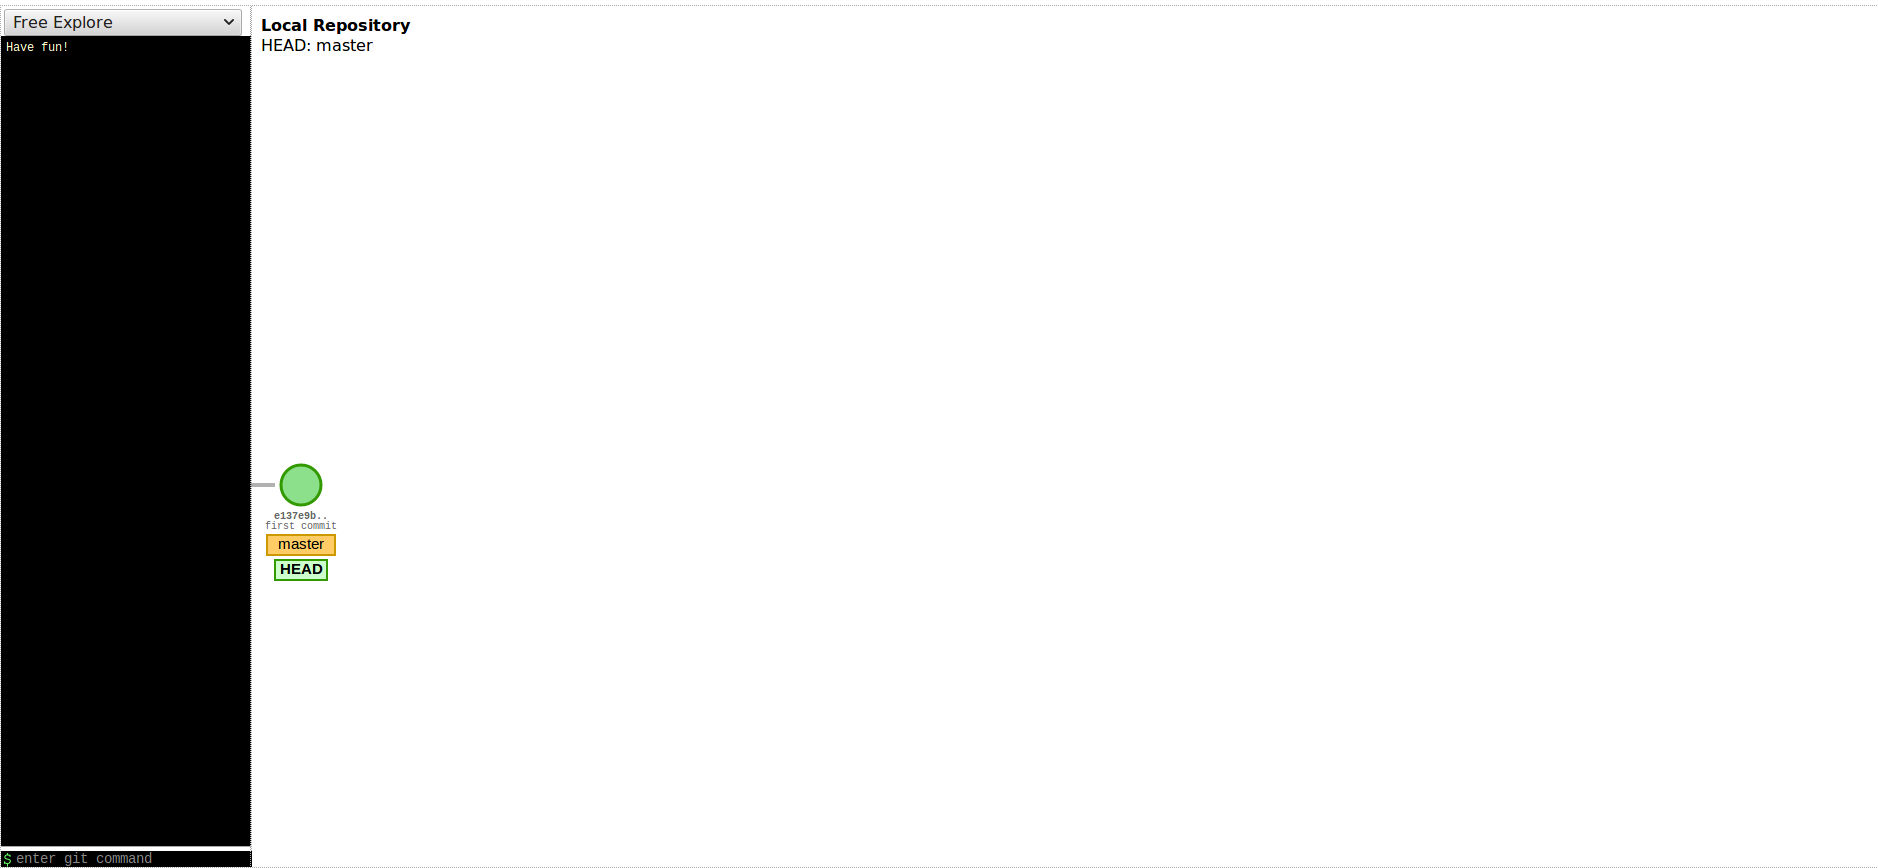 Free Explore
Have fun!
$ enter git command
Local Repository
HEAD: master
e137e9b..
first commit
master
HEAD